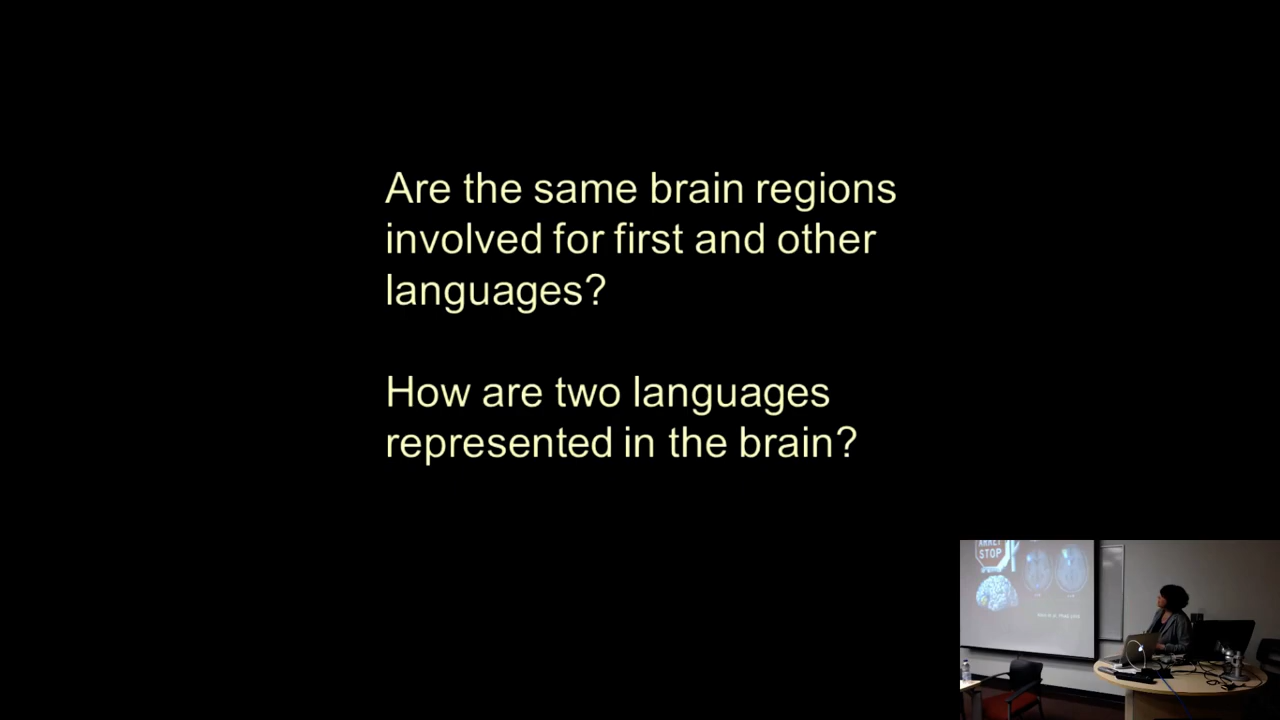 Are the same brain regions
involved for first and other
languages?
How are two languages
represented in the brain?
STOP